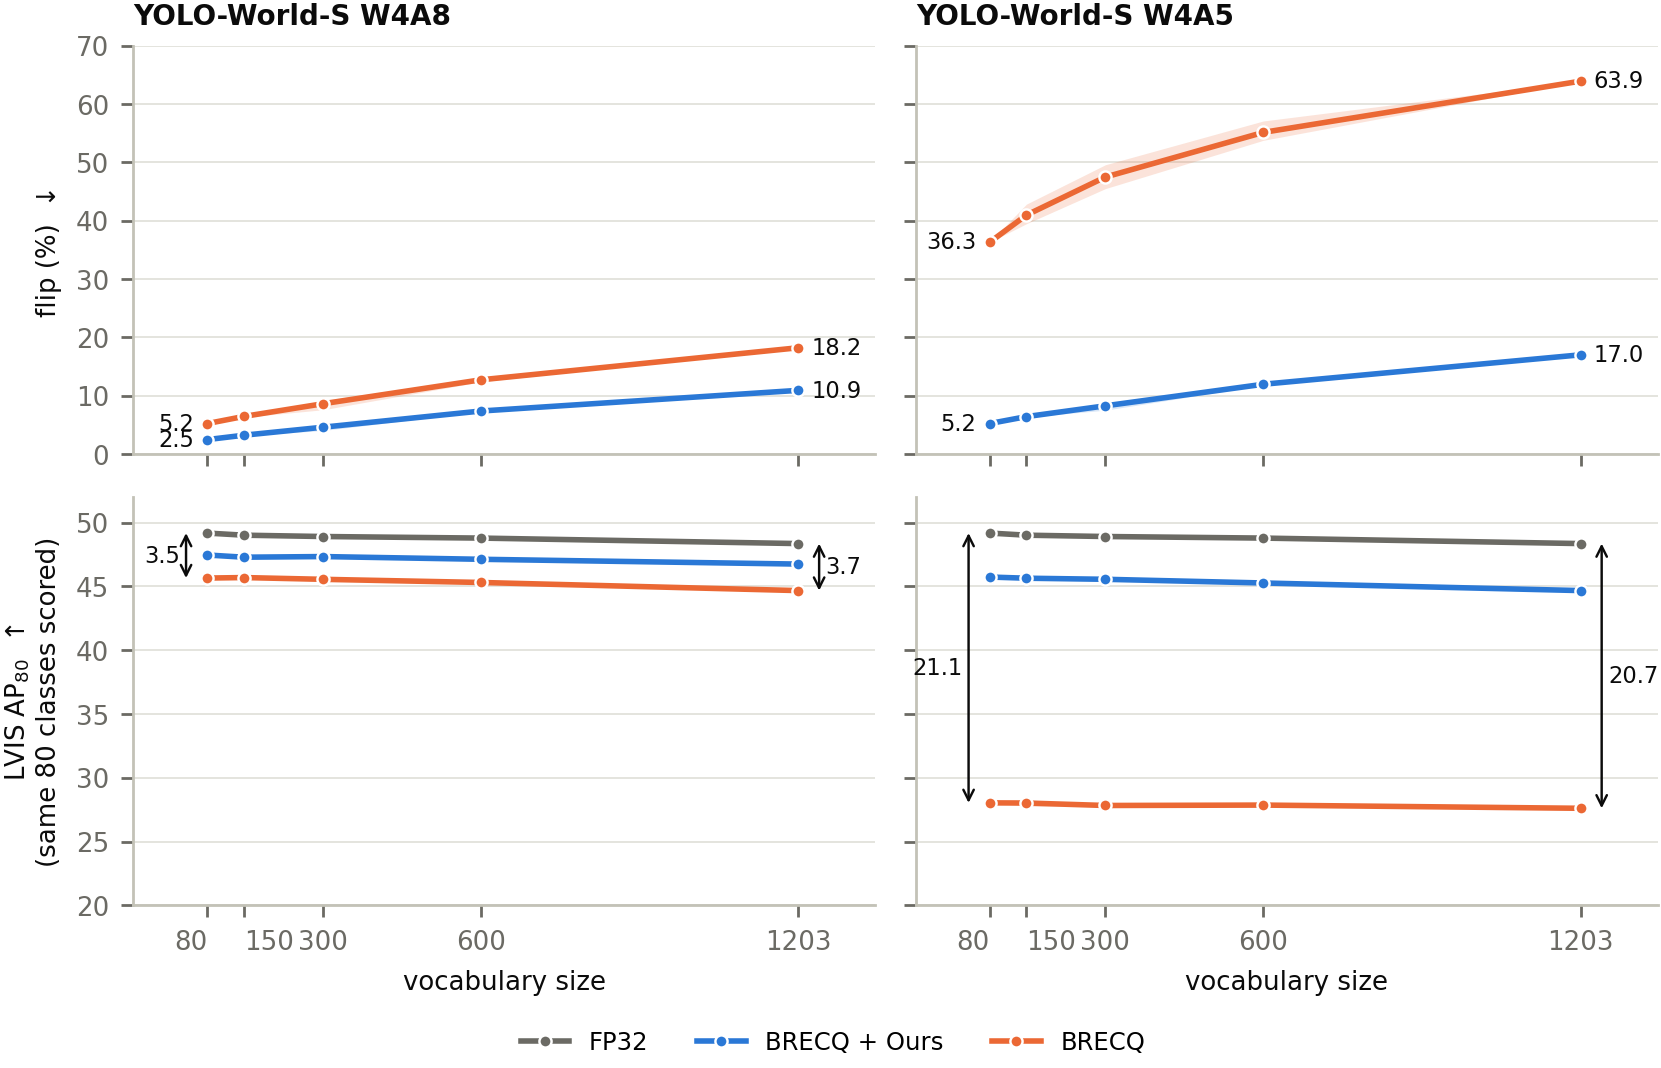 YOLO-World-S W4A8
YOLO-World-S W4A5
flip (%) ↓
70
60
50
40
30
20
10
0
5.2
2.5
18.2
10.9
36.3
63.9
5.2
17.0
LVIS AP80 ↑
(same 80 classes scored)
50
45
40
35
30
25
20
3.5
3.7
21.1
20.7
80 150 300 600 1203
80 150 300 600 1203
vocabulary size
vocabulary size
FP32 BRECQ + Ours BRECQ